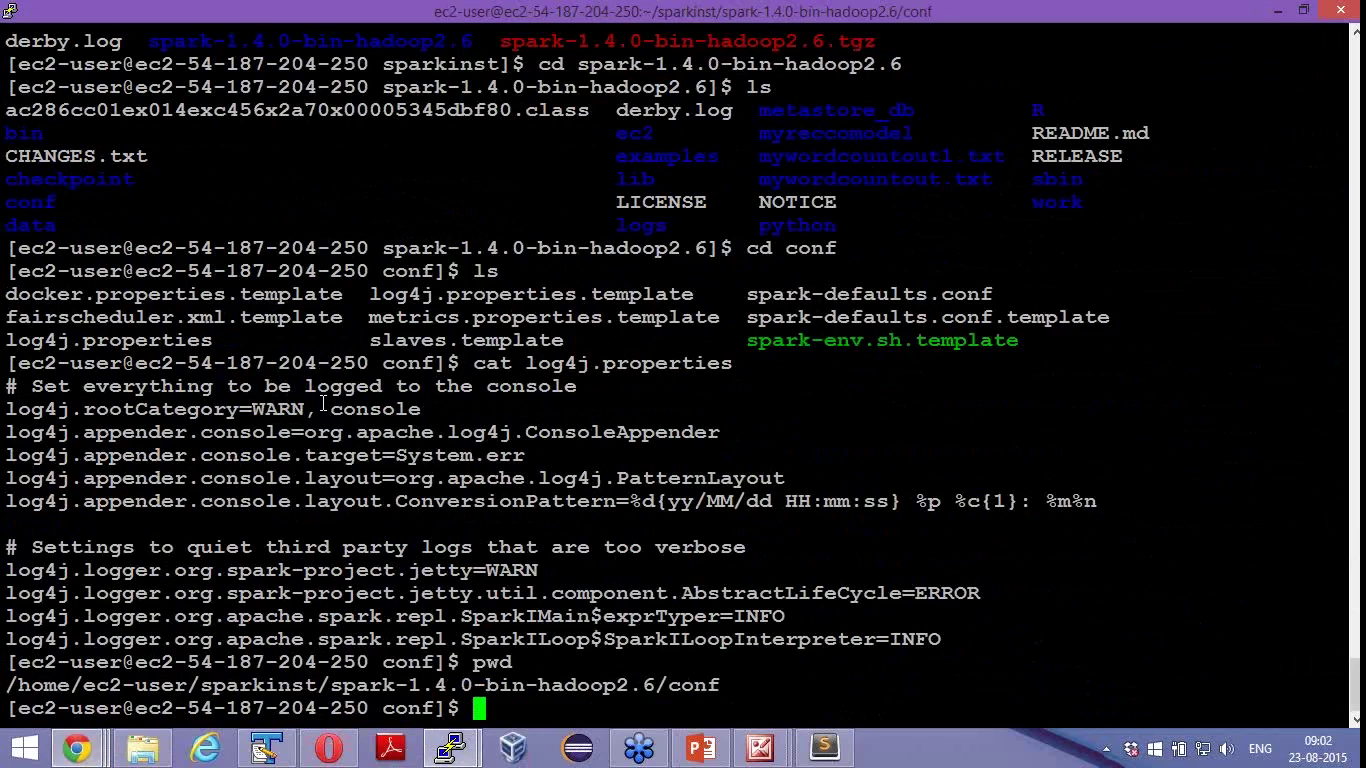 ec2-user@ec2-54-187-204-250:~/sparkinst/spark-1.4.0-bin-hadoop2.6/conf
derby.log spark-1.4.0-bin-hadoop2.6 spark-1.4.0-bin-hadoop2.6.tgz
[ec2-user@ec2-54-187-204-250 sparkinst]$ cd spark-1.4.0-bin-hadoop2.6
[ec2-user@ec2-54-187-204-250 spark-1.4.0-bin-hadoop2.6]$ ls
ac286cc01ex014exc456x2a70x00005345dbf80.class derby.log metastore_db R
bin ec2 myreccomodel README.md
CHANGES.txt examples mywordcountout1.txt RELEASE
checkpoint lib mywordcountout.txt sbin
conf LICENSE NOTICE work
data logs python
[ec2-user@ec2-54-187-204-250 spark-1.4.0-bin-hadoop2.6]$ cd conf
[ec2-user@ec2-54-187-204-250 conf]$ ls
docker.properties.template log4j.properties.template spark-defaults.conf
fairscheduler.xml.template metrics.properties.template spark-defaults.conf.template
log4j.properties slaves.template spark-env.sh.template
[ec2-user@ec2-54-187-204-250 conf]$ cat log4j.properties
# Set everything to be logged to the console
log4j.rootCategory=WARN, console
log4j.appender.console=org.apache.log4j.ConsoleAppender
log4j.appender.console.target=System.err
log4j.appender.console.layout=org.apache.log4j.PatternLayout
log4j.appender.console.layout.ConversionPattern=%d{yy/MM/dd HH:mm:ss} %p %c{1}: %m%n
# Settings to quiet third party logs that are too verbose
log4j.logger.org.spark-project.jetty=WARN
log4j.logger.org.spark-project.jetty.util.component.AbstractLifeCycle=ERROR
log4j.logger.org.apache.spark.repl.SparkIMain$exprTyper=INFO
log4j.logger.org.apache.spark.repl.SparkILoop$SparkILoopInterpreter=INFO
[ec2-user@ec2-54-187-204-250 conf]$ pwd
/home/ec2-user/sparkinst/spark-1.4.0-bin-hadoop2.6/conf
[ec2-user@ec2-54-187-204-250 conf]$
ENG
09:02
23-08-2015